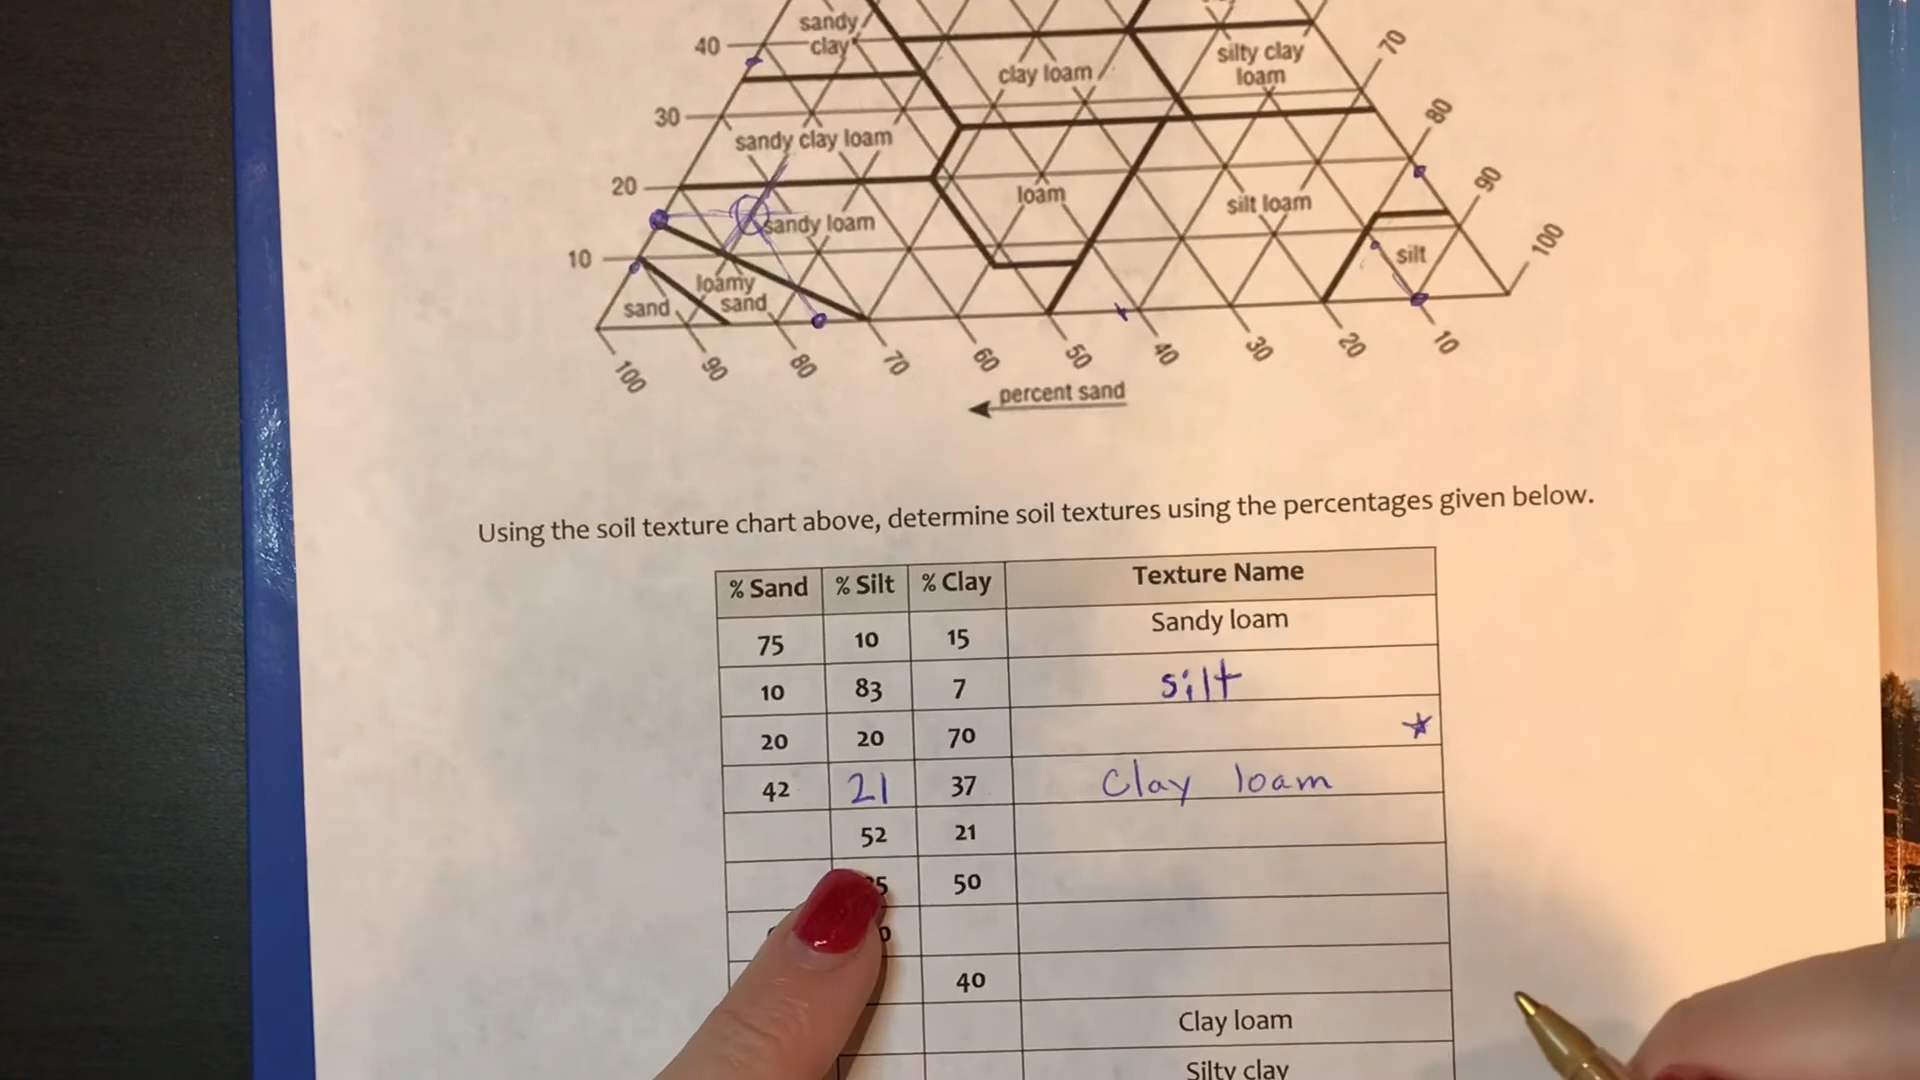 sandy
clay
40
clay loam
silty clay
loam
70
30
sandy clay loam
80
20
loam
silt loam
90
sandy loam
10
silt
100
loamy
sand
sand
100
90
80
70
60
50
40
30
20
10
percent sand
Using the soil texture chart above, determine soil textures using the percentages given below.
% Sand % Silt % Clay Texture Name
75 10 15 Sandy loam
10 83 7 silt
20 20 70
42 21 37 Clay loam
52 21
50
40
Clay loam
Silty clay